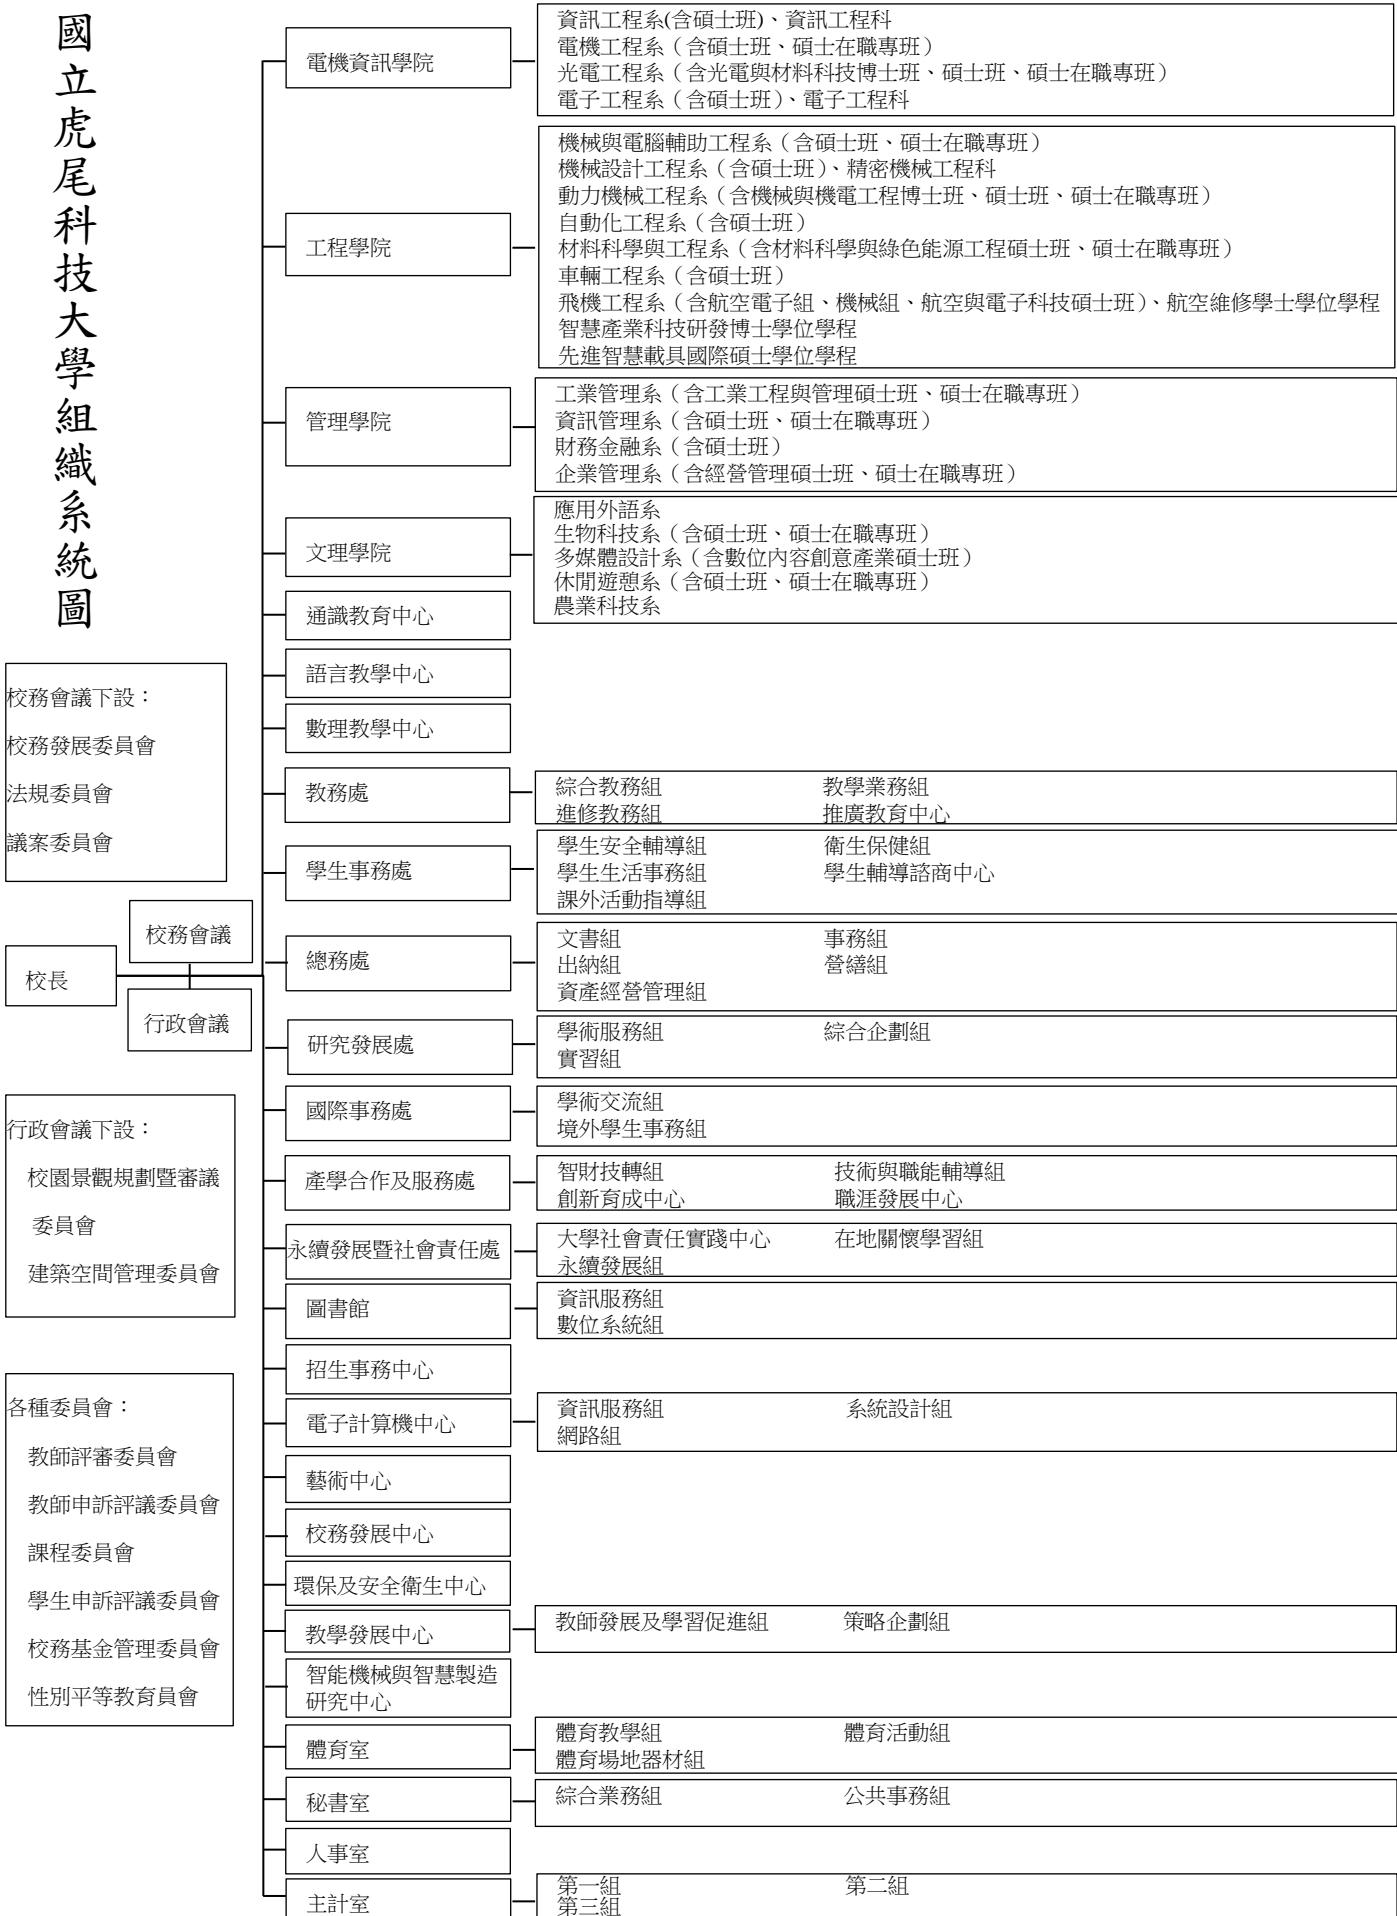 國立虎尾科技大學組織系統圖
電機資訊學院
資訊工程系(含碩士班)、資訊工程科
電機工程系（含碩士班、碩士在職專班）
光電工程系（含光電與材料科技博士班、碩士班、碩士在職專班）
電子工程系（含碩士班）、電子工程科
工程學院
機械與電腦輔助工程系（含碩士班、碩士在職專班）
機械設計工程系（含碩士班）、精密機械工程科
動力機械工程系（含機械與機電工程博士班、碩士班、碩士在職專班）
自動化工程系（含碩士班）
材料科學與工程系（含材料科學與綠色能源工程碩士班、碩士在職專班）
車輛工程系（含碩士班）
飛機工程系（含航空電子組、機械組、航空與電子科技碩士班）、航空維修學士學位學程
智慧產業科技研發博士學位學程
先進智慧載具國際碩士學位學程
管理學院
工業管理系（含工業工程與管理碩士班、碩士在職專班）
資訊管理系（含碩士班、碩士在職專班）
財務金融系（含碩士班）
企業管理系（含經營管理碩士班、碩士在職專班）
文理學院
應用外語系
生物科技系（含碩士班、碩士在職專班）
多媒體設計系（含數位內容創意產業碩士班）
休閒遊憩系（含碩士班、碩士在職專班）
農業科技系
通識教育中心
語言教學中心
數理教學中心
校務會議下設：
校務發展委員會
法規委員會
議案委員會
教務處
綜合教務組 教學業務組
進修教務組 推廣教育中心
學生事務處
學生安全輔導組 衛生保健組
學生生活事務組 學生輔導諮商中心
課外活動指導組
校務會議
校長
行政會議
總務處
文書組 事務組
出納組 營繕組
資產經營管理組
研究發展處
學術服務組 綜合企劃組
實習組
國際事務處
學術交流組
境外學生事務組
行政會議下設：
校園景觀規劃暨審議
委員會
建築空間管理委員會
產學合作及服務處
智財技轉組 技術與職能輔導組
創新育成中心 職涯發展中心
永續發展暨社會責任處
大學社會責任實踐中心 在地關懷學習組
永續發展組
圖書館
資訊服務組
數位系統組
招生事務中心
電子計算機中心
資訊服務組 系統設計組
網路組
各種委員會：
教師評審委員會
教師申訴評議委員會
課程委員會
學生申訴評議委員會
校務基金管理委員會
性別平等教育員會
藝術中心
校務發展中心
環保及安全衛生中心
教學發展中心
教師發展及學習促進組 策略企劃組
智能機械與智慧製造
研究中心
體育室
體育教學組 體育活動組
體育場地器材組
秘書室
綜合業務組 公共事務組
人事室
主計室
第一組 第二組
第三組